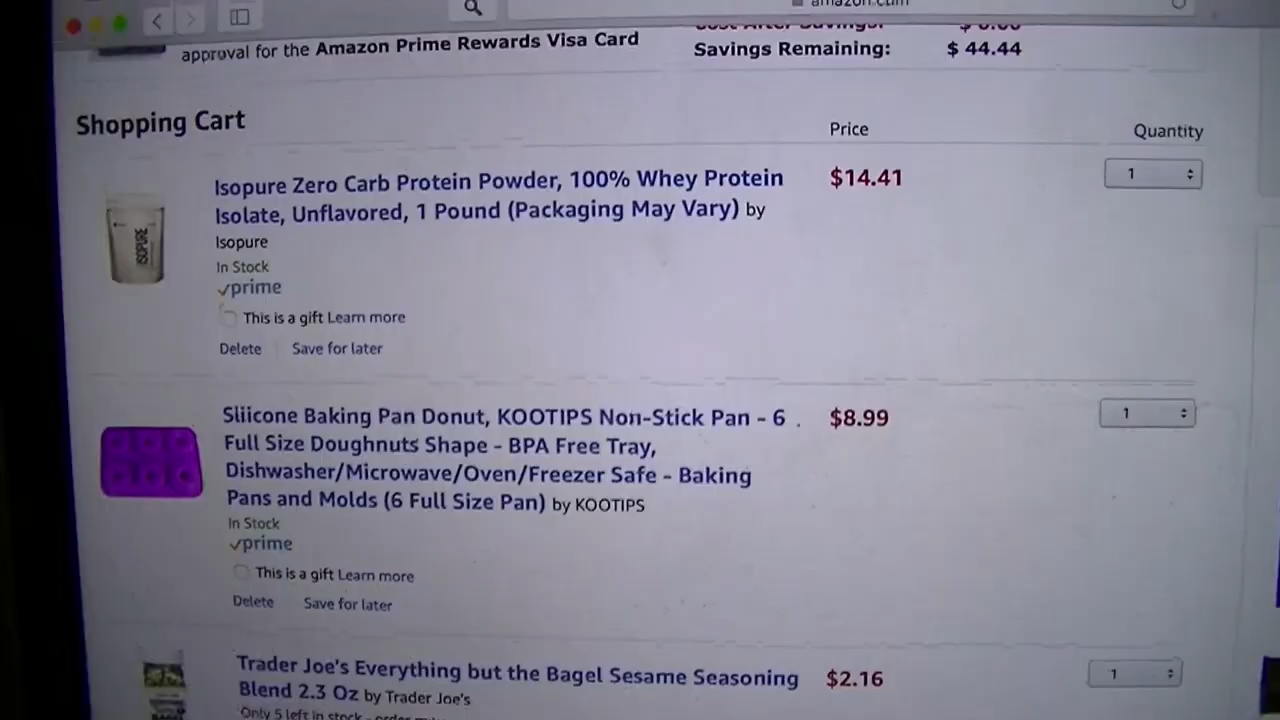 amazon.com
approval for the Amazon Prime Rewards Visa Card
Savings Remaining: $ 44.44
Shopping Cart
Price
Quantity
Isopure Zero Carb Protein Powder, 100% Whey Protein $14.41 1
Isolate, Unflavored, 1 Pound (Packaging May Vary) by
Isopure
ISOPURE
In Stock
prime
This is a gift Learn more
Delete Save for later
Sliicone Baking Pan Donut, KOOTIPS Non-Stick Pan - 6 $8.99 1
Full Size Doughnuts Shape - BPA Free Tray,
Dishwasher/Microwave/Oven/Freezer Safe - Baking
Pans and Molds (6 Full Size Pan) by KOOTIPS
In Stock
prime
This is a gift Learn more
Delete Save for later
Trader Joe's Everything but the Bagel Sesame Seasoning $2.16 1
Blend 2.3 Oz by Trader Joe's
Only 5 left in stock